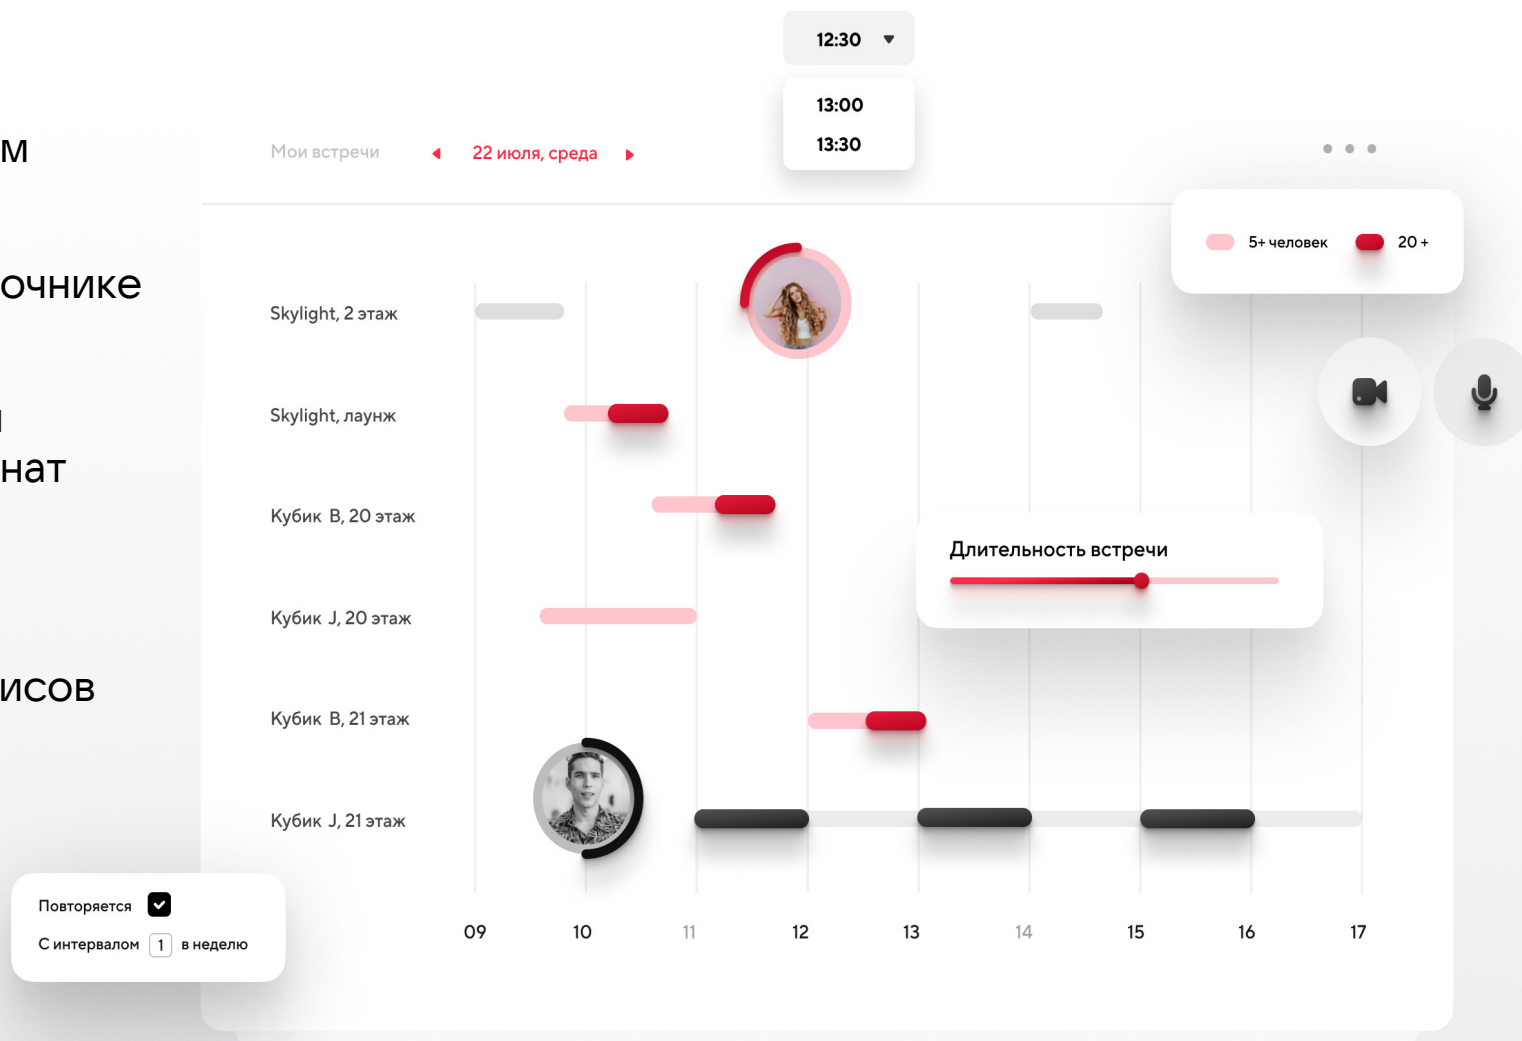 12:30
13:00
13:30
м
Мои встречи
22 июля, среда
5+ человек
20 +
очнике
Skylight, 2 этаж
Skylight, лаунж
нат
Кубик В, 20 этаж
Длительность встречи
Кубик J, 20 этаж
исов
Кубик В, 21 этаж
Кубик J, 21 этаж
Повторяется
С интервалом 1 в неделю
09 10 11 12 13 14 15 16 17